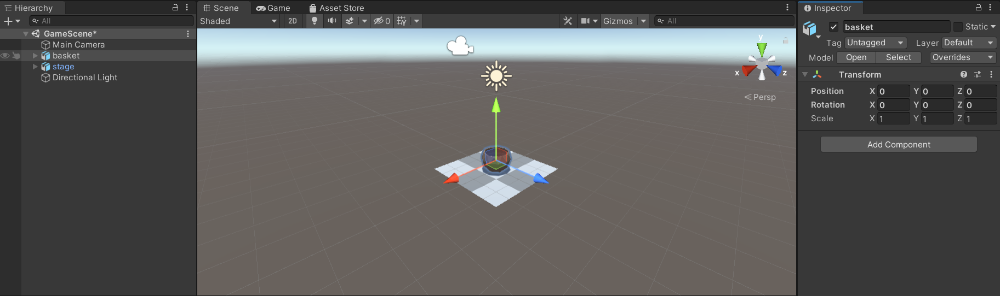 Hierarchy
All
GameScene*
Main Camera
basket
stage
Directional Light
Scene
Game
Asset Store
Shaded
2D
0
Gizmos
All
y
x
z
Persp
Inspector
basket
Static
Tag Untagged Layer Default
Model Open Select Overrides
Transform
Position X 0 Y 0 Z 0
Rotation X 0 Y 0 Z 0
Scale X 1 Y 1 Z 1
Add Component